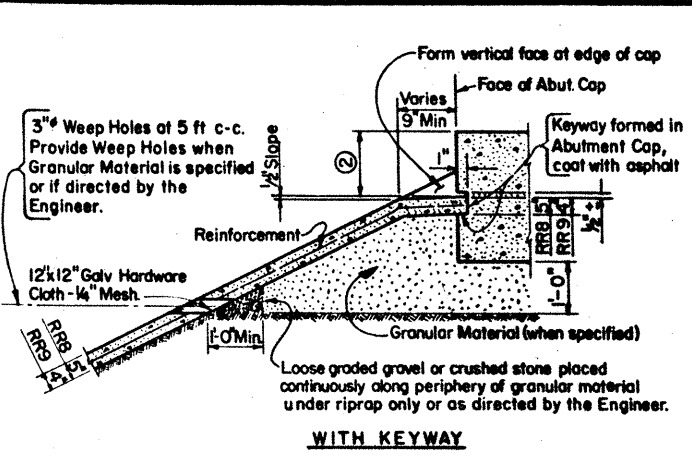 Form vertical face at edge of cap
Face of Abut. Cap
Varies
9" Min
3"ᶲ Weep Holes at 5 ft c-c.
Provide Weep Holes when
Granular Material is specified
or if directed by the
Engineer.
½" Slope
②
1"
Keyway formed in
Abutment Cap,
coat with asphalt
RR8 5"
RR9 4"
½" ±
Reinforcement
12"x12" Galv Hardware
Cloth-¼" Mesh.
1'-0"
1'-0" Min.
Granular Material (when specified)
RR8 5"
RR9 4"
Loose graded gravel or crushed stone placed
continuously along periphery of granular material
under riprap only or as directed by the Engineer.
WITH KEYWAY